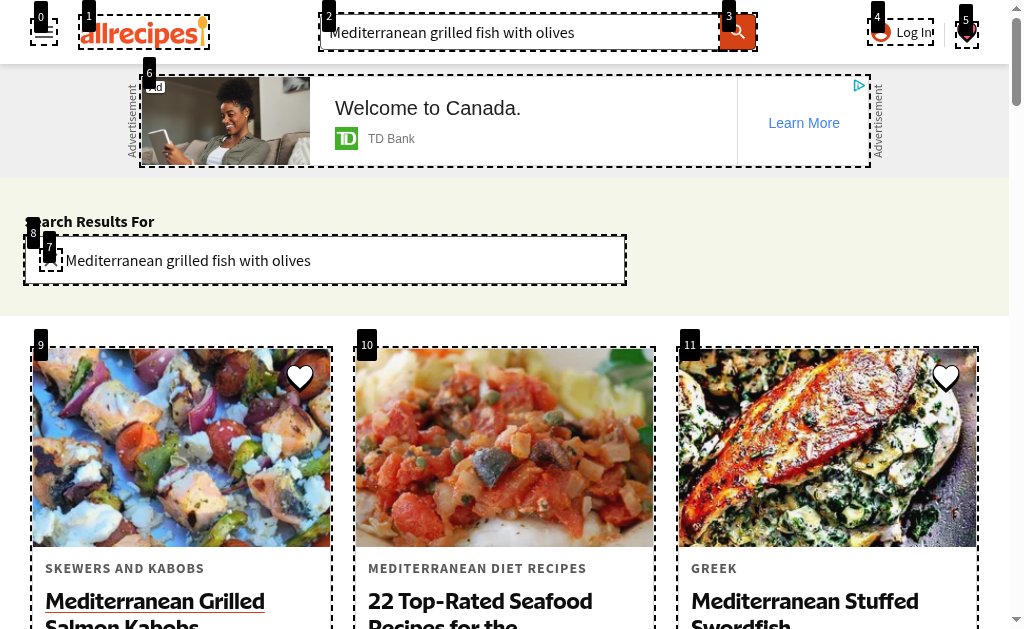 0
1
allrecipes
2
Mediterranean grilled fish with olives
3
4
Log In
5
6
Ad
Advertisement
Welcome to Canada.
TD
TD Bank
Learn More
Advertisement
Search Results For
8
7
Mediterranean grilled fish with olives
9
10
11
SKEWERS AND KABOBS
Mediterranean Grilled
Salmon Kabobs
MEDITERRANEAN DIET RECIPES
22 Top-Rated Seafood
Recipes for the
GREEK
Mediterranean Stuffed
Swordfish